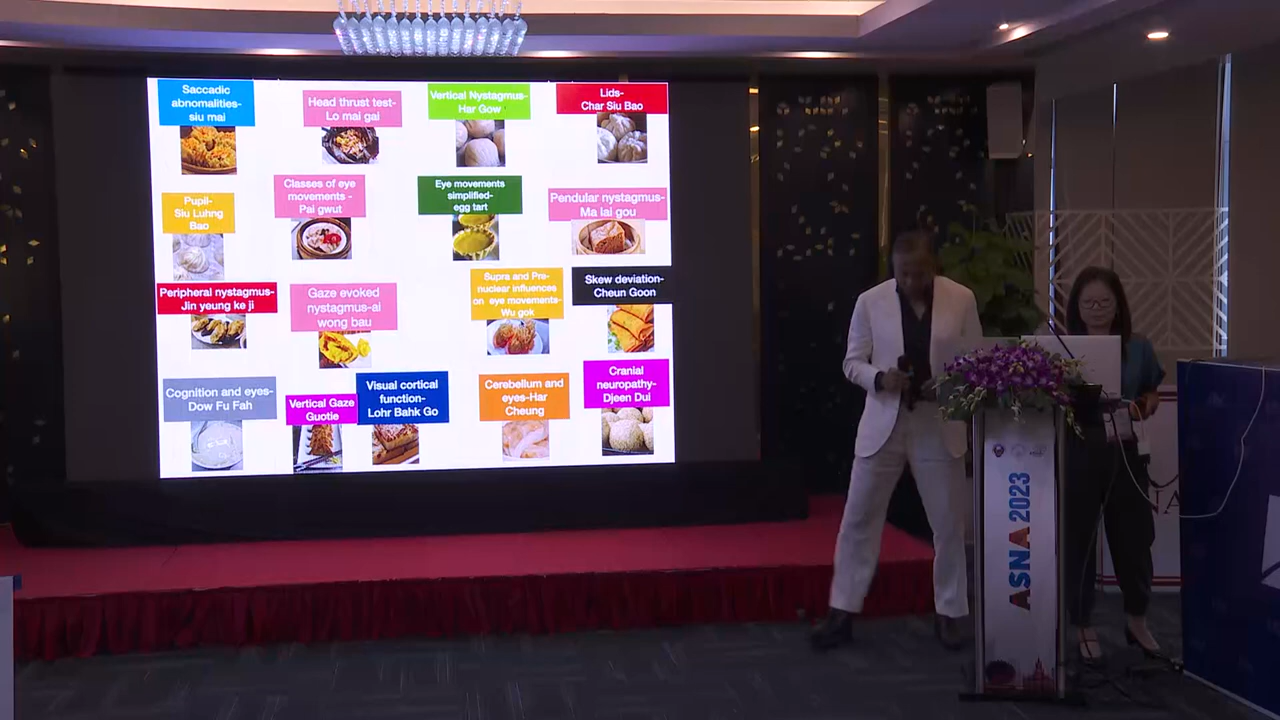 Saccadic
abnomalities-
siu mai
Head thrust test-
Lo mai gai
Vertical Nystagmus-
Har Gow
Lids-
Char Siu Bao
Pupil-
Siu Luhng
Bao
Classes of eye
movements -
Pai gwut
Eye movements
simplified-
egg tart
Pendular nystagmus-
Ma lai gou
Peripheral nystagmus-
Jin yeung ke ji
Gaze evoked
nystagmus-ai
wong bau
Supra and Pre-
nuclear influences
on eye movements-
Wu gok
Skew deviation-
Cheun Goon
Cognition and eyes-
Dow Fu Fah
Vertical Gaze
Guotie
Visual cortical
function-
Lohr Bahk Go
Cerebellum and
eyes-Har
Cheung
Cranial
neuropathy-
Djeen Dui
ASNA 2023